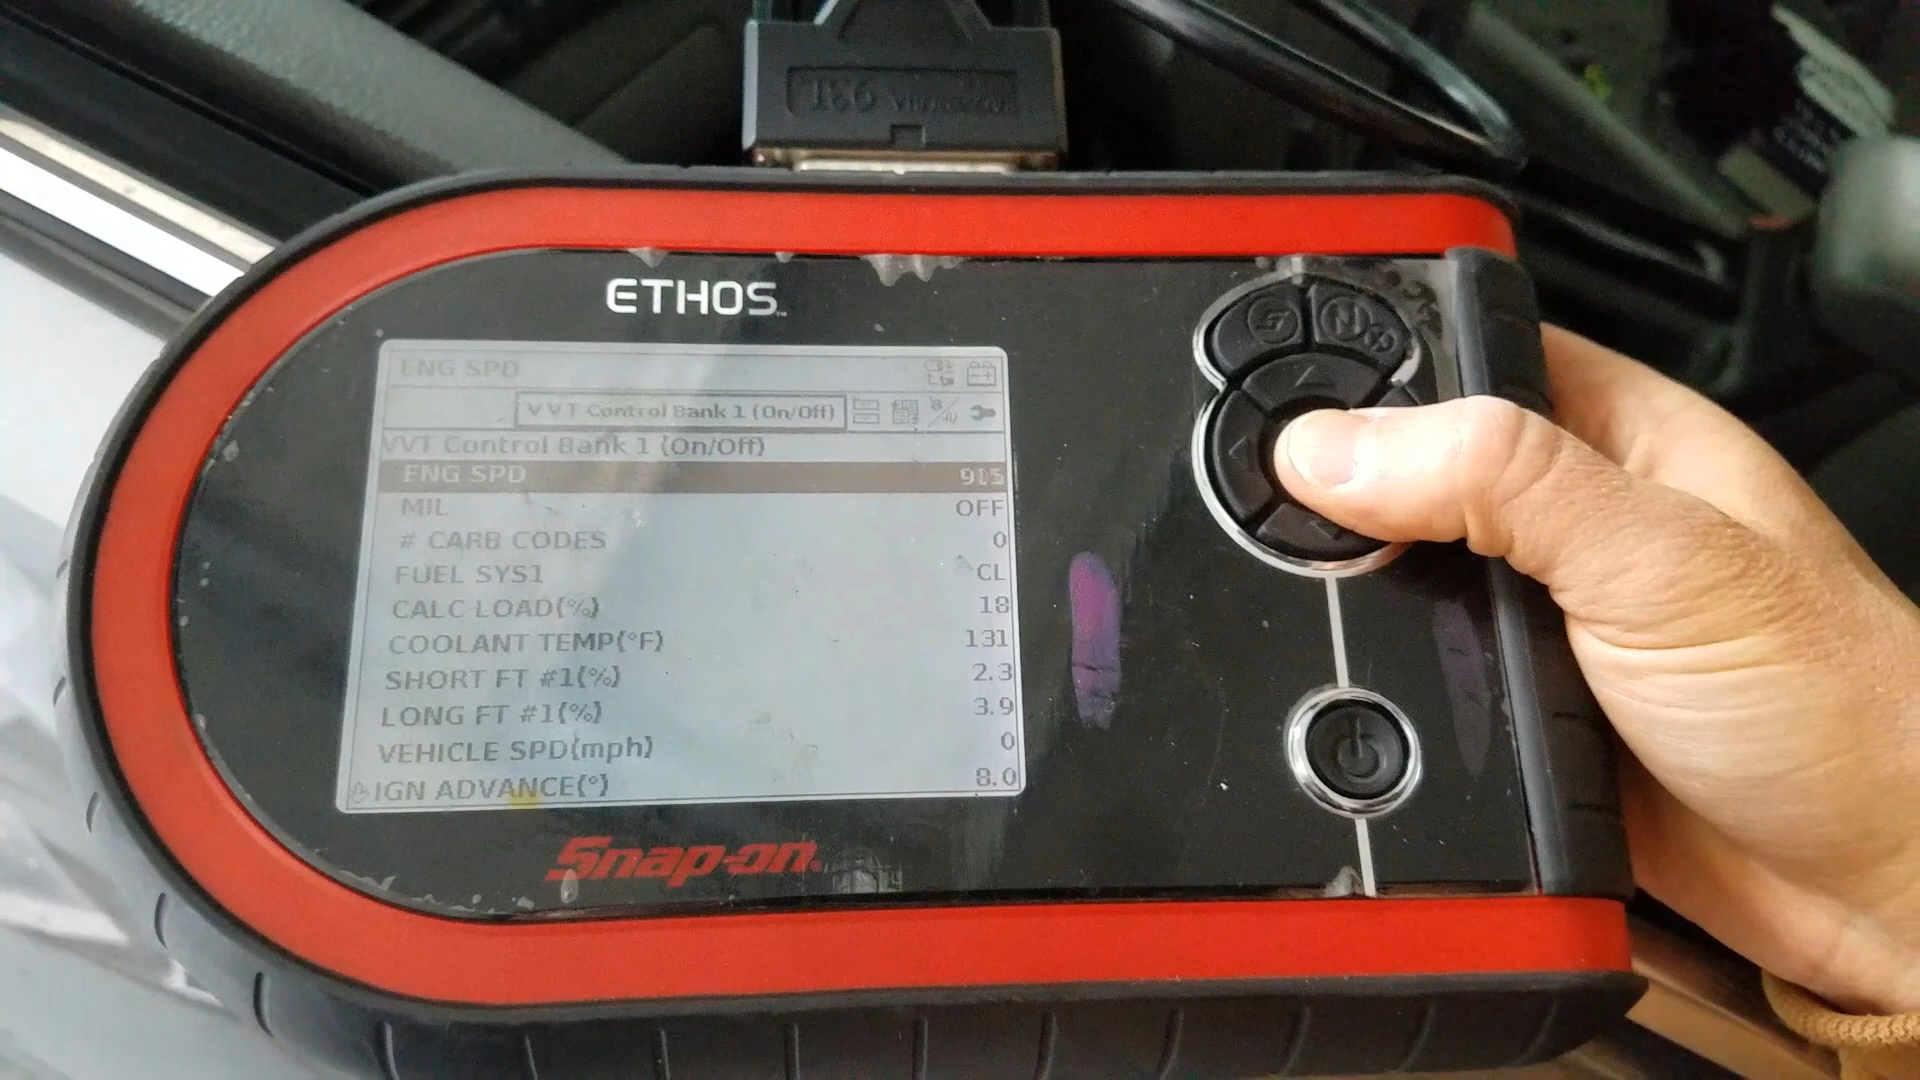 ETHOS
ENG SPD
VVT Control Bank 1 (On/Off)
VVT Control Bank 1 (On/Off)
ENG SPD 915
MIL OFF
# CARB CODES 0
FUEL SYS1 CL
CALC LOAD(%) 18
COOLANT TEMP(°F) 131
SHORT FT #1(%) 2.3
LONG FT #1(%) 3.9
VEHICLE SPD(mph) 0
IGN ADVANCE(°) 8.0
Snap-on